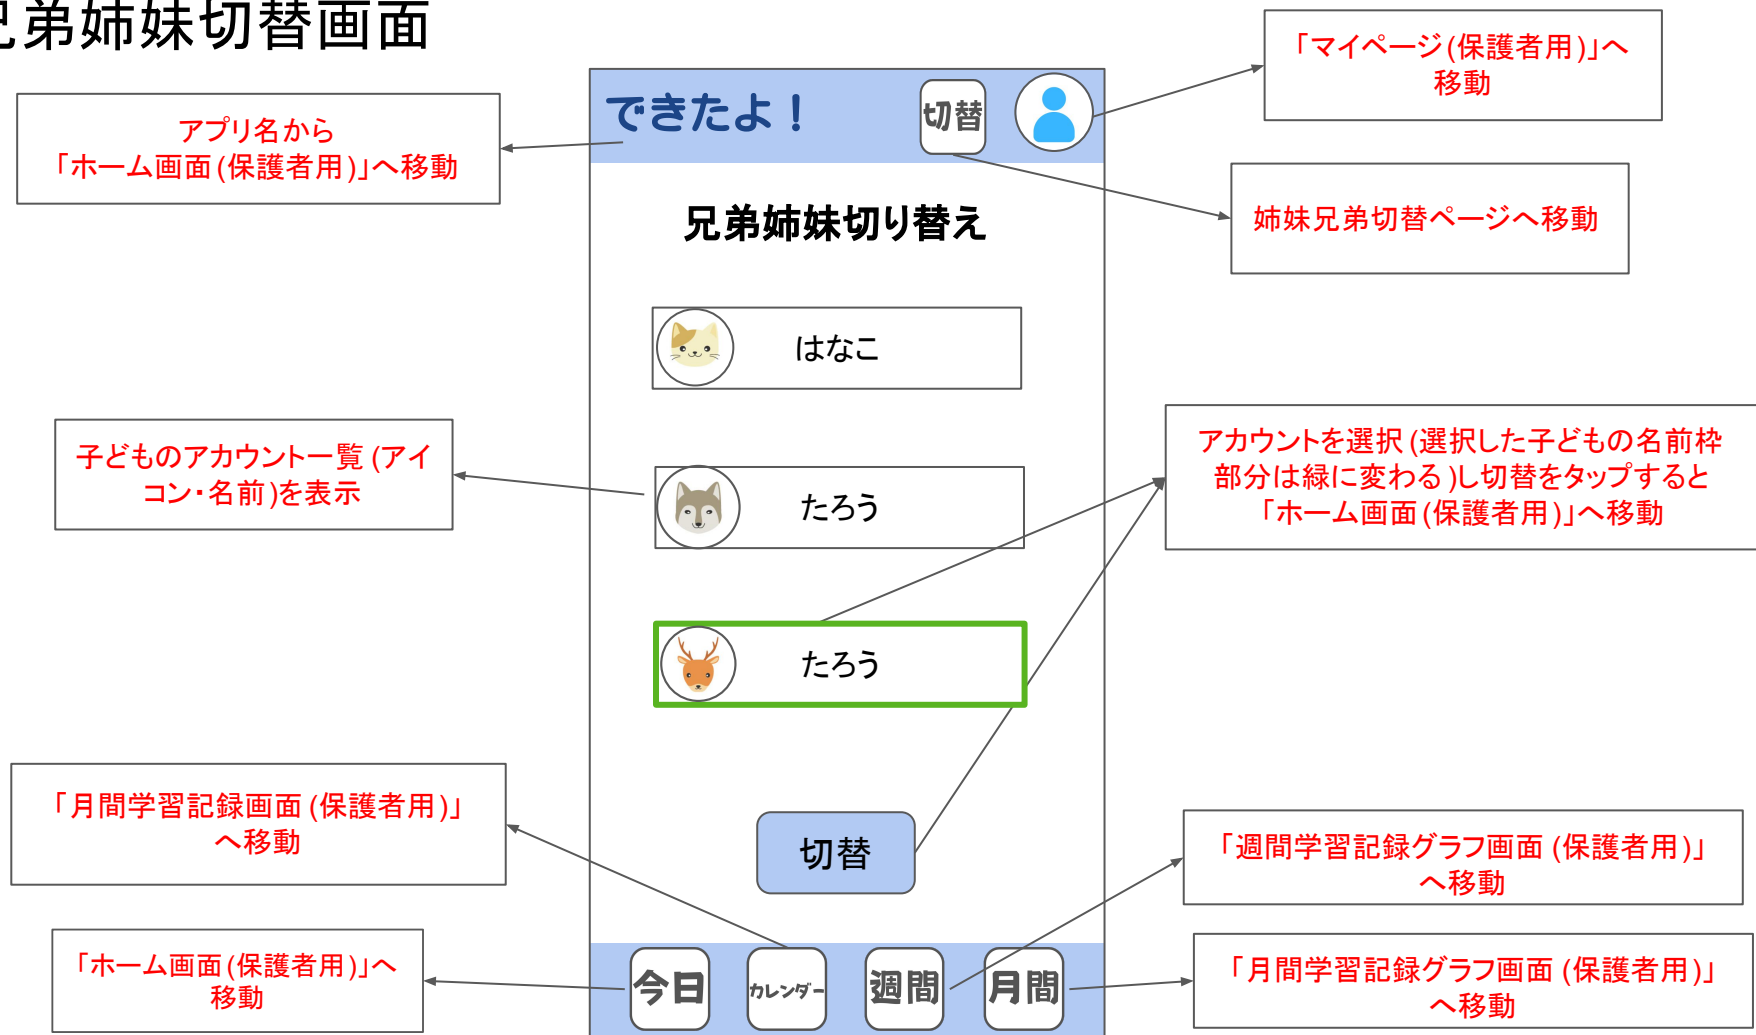 兄弟姉妹切替画面
「マイページ(保護者用)」へ
移動
アプリ名から
「ホーム画面(保護者用)」へ移動
できたよ！
切替
姉妹兄弟切替ページへ移動
兄弟姉妹切り替え
はなこ
子どものアカウント一覧(アイ
コン・名前)を表示
たろう
アカウントを選択(選択した子どもの名前枠
部分は緑に変わる)し切替をタップすると
「ホーム画面(保護者用)」へ移動
たろう
「月間学習記録画面(保護者用)」
へ移動
切替
「週間学習記録グラフ画面(保護者用)」
へ移動
「ホーム画面(保護者用)」へ
移動
今日
カレンダー
週間
月間
「月間学習記録グラフ画面(保護者用)」
へ移動